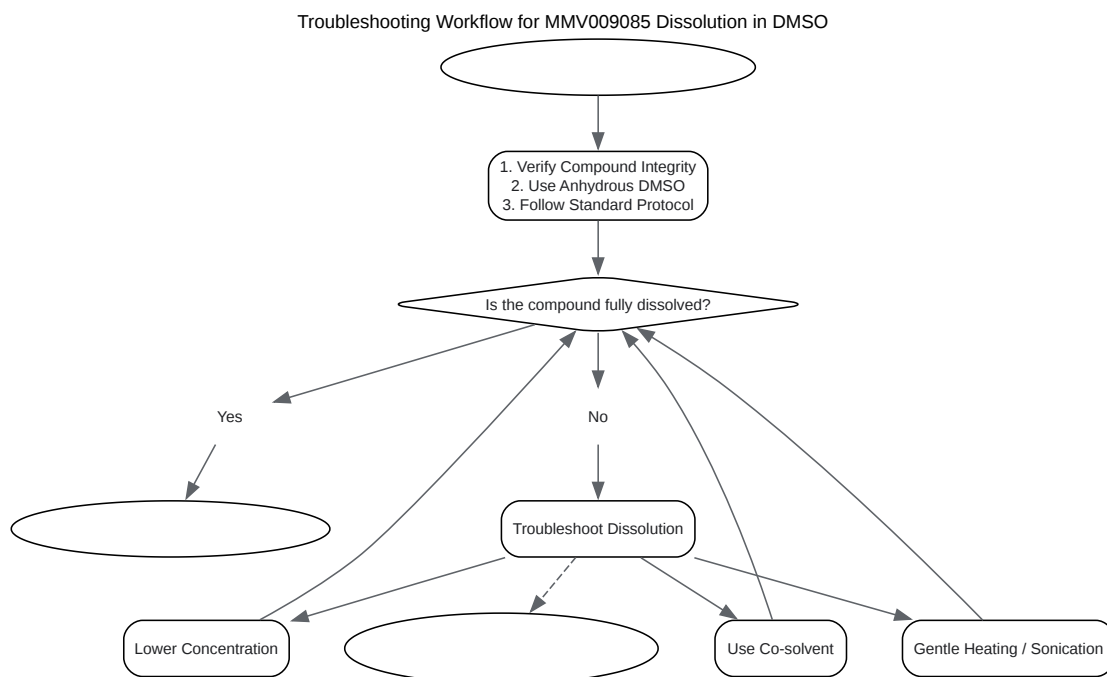 Troubleshooting Workflow for MMV009085 Dissolution in DMSO
1. Verify Compound Integrity
2. Use Anhydrous DMSO
3. Follow Standard Protocol
Is the compound fully dissolved?
Yes
No
Troubleshoot Dissolution
Lower Concentration
Use Co-solvent
Gentle Heating / Sonication